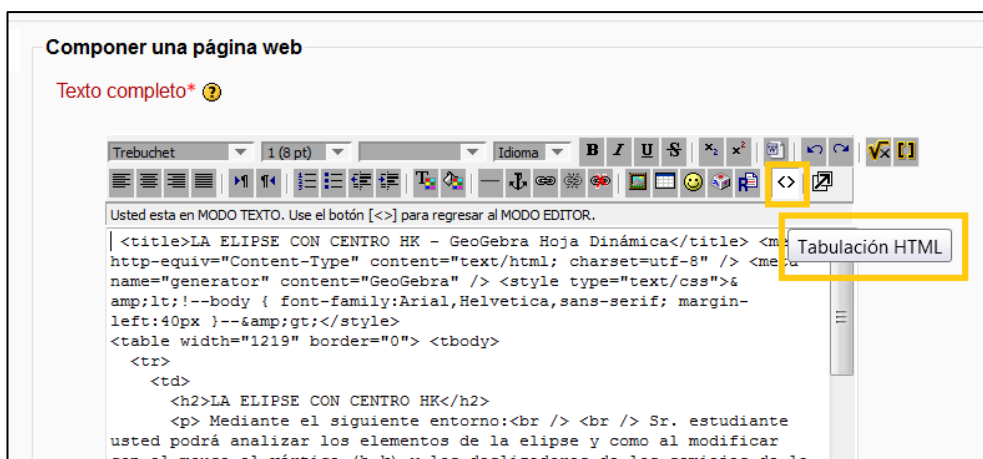 Componer una página web
Texto completo*
Trebuchet 1 (8 pt) Idioma B I U S x₂ x²
Usted esta en MODO TEXTO. Use el botón [<>] para regresar al MODO EDITOR.
<title>LA ELIPSE CON CENTRO HK - GeoGebra Hoja Dinámica</title>
Tabulación HTML
http-equiv="Content-Type" content="text/html; charset=utf-8" /> <meta
name="generator" content="GeoGebra" /> <style type="text/css">&
amp;lt;!--body { font-family:Arial,Helvetica,sans-serif; margin-
left:40px }--&amp;gt;</style>
<table width="1219" border="0"> <tbody>
<tr>
<td>
<h2>LA ELIPSE CON CENTRO HK</h2>
<p> Mediante el siguiente entorno:<br /> <br /> Sr. estudiante
usted podrá analizar los elementos de la elipse y como al modificar